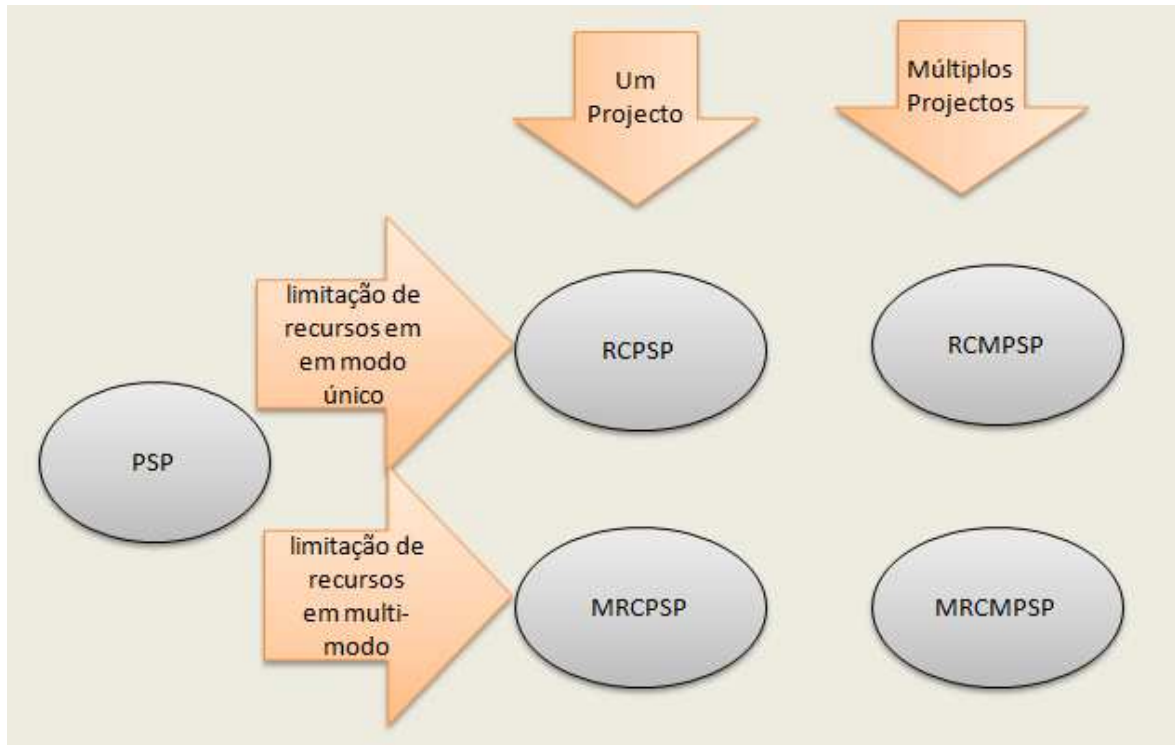 Um
Projecto
Múltiplos
Projectos
limitação de
recursos em
em modo
único
RCPSP
RCMPSP
PSP
limitação de
recursos
em multi-
modo
MRCPSP
MRCMPSP